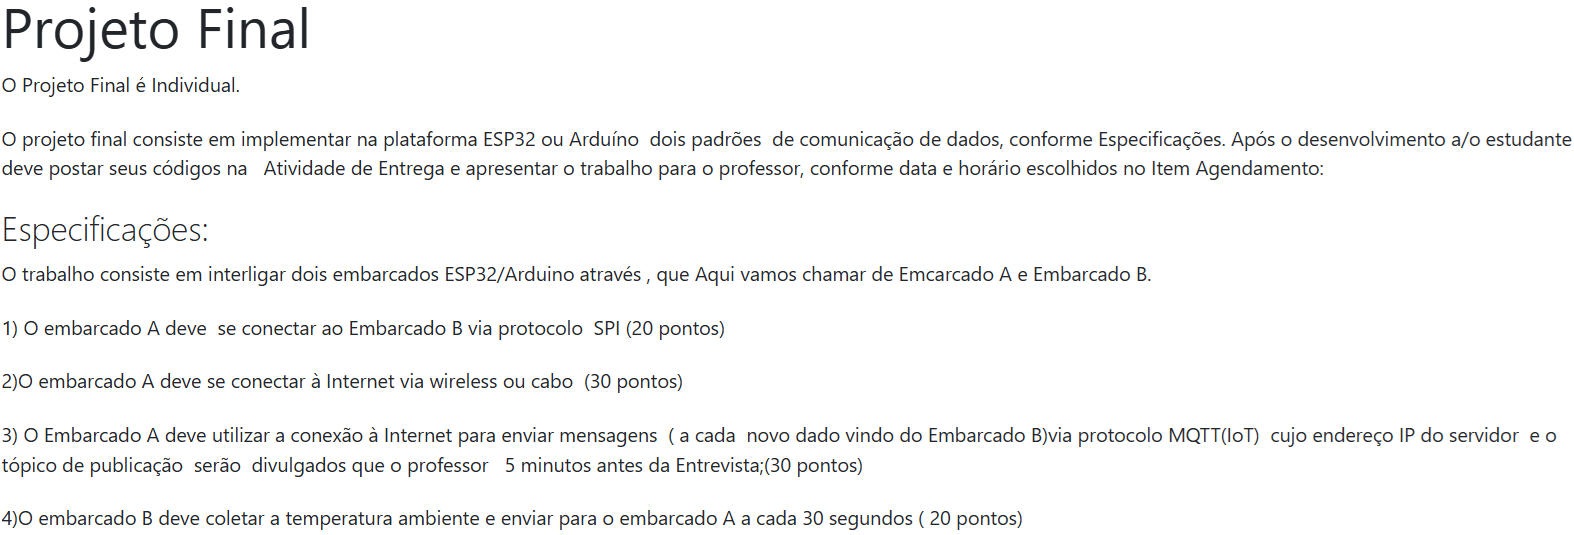 Projeto Final
O Projeto Final é Individual.
O projeto final consiste em implementar na plataforma ESP32 ou Arduíno  dois padrões  de comunicação de dados, conforme Especificações. Após o desenvolvimento a/o estudante
deve postar seus códigos na   Atividade de Entrega e apresentar o trabalho para o professor, conforme data e horário escolhidos no Item Agendamento:
Especificações:
O trabalho consiste em interligar dois embarcados ESP32/Arduino através , que Aqui vamos chamar de Emcarcado A e Embarcado B.
1) O embarcado A deve  se conectar ao Embarcado B via protocolo  SPI (20 pontos)
2)O embarcado A deve se conectar à Internet via wireless ou cabo  (30 pontos)
3) O Embarcado A deve utilizar a conexão à Internet para enviar mensagens  ( a cada  novo dado vindo do Embarcado B)via protocolo MQTT(IoT)  cujo endereço IP do servidor  e o
tópico de publicação  serão  divulgados que o professor   5 minutos antes da Entrevista;(30 pontos)
4)O embarcado B deve coletar a temperatura ambiente e enviar para o embarcado A a cada 30 segundos ( 20 pontos)